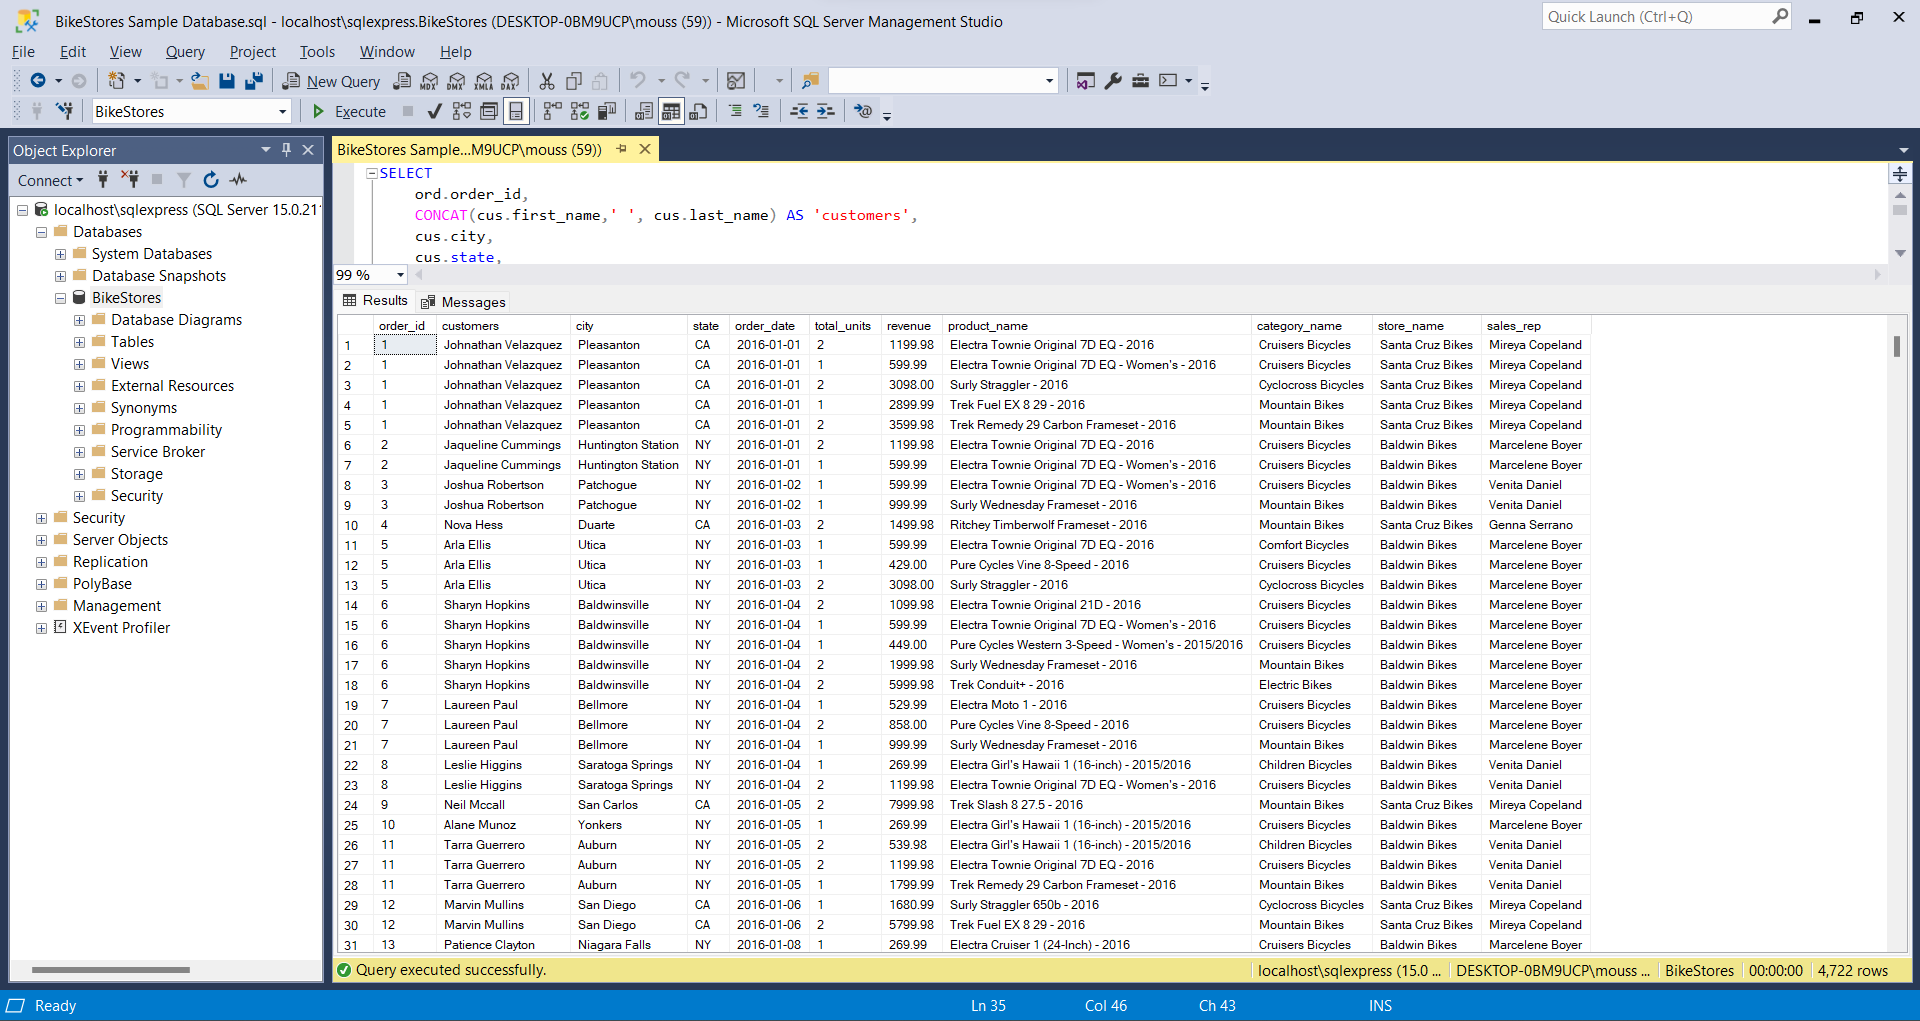 BikeStores Sample Database.sql - localhost\sqlexpress.BikeStores (DESKTOP-0BM9UCP\mouss (59)) - Microsoft SQL Server Management Studio
Quick Launch (Ctrl+Q)
File Edit View Query Project Tools Window Help
New Query MDX DMX XMLA DAX
BikeStores Execute
Object Explorer
Connect
localhost\sqlexpress (SQL Server 15.0.21
Databases
System Databases
Database Snapshots
BikeStores
Database Diagrams
Tables
Views
External Resources
Synonyms
Programmability
Service Broker
Storage
Security
Security
Server Objects
Replication
PolyBase
Management
XEvent Profiler
BikeStores Sample...M9UCP\mouss (59))
SELECT
ord.order_id,
CONCAT(cus.first_name,' ', cus.last_name) AS 'customers',
cus.city,
cus.state,
99 %
Results Messages
order_id customers city state order_date total_units revenue product_name category_name store_name sales_rep
1 1 Johnathan Velazquez Pleasanton CA 2016-01-01 2 1199.98 Electra Townie Original 7D EQ - 2016 Cruisers Bicycles Santa Cruz Bikes Mireya Copeland
2 1 Johnathan Velazquez Pleasanton CA 2016-01-01 1 599.99 Electra Townie Original 7D EQ - Women's - 2016 Cruisers Bicycles Santa Cruz Bikes Mireya Copeland
3 1 Johnathan Velazquez Pleasanton CA 2016-01-01 2 3098.00 Surly Straggler - 2016 Cyclocross Bicycles Santa Cruz Bikes Mireya Copeland
4 1 Johnathan Velazquez Pleasanton CA 2016-01-01 1 2899.99 Trek Fuel EX 8 29 - 2016 Mountain Bikes Santa Cruz Bikes Mireya Copeland
5 1 Johnathan Velazquez Pleasanton CA 2016-01-01 2 3599.98 Trek Remedy 29 Carbon Frameset - 2016 Mountain Bikes Santa Cruz Bikes Mireya Copeland
6 2 Jaqueline Cummings Huntington Station NY 2016-01-01 2 1199.98 Electra Townie Original 7D EQ - 2016 Cruisers Bicycles Baldwin Bikes Marcelene Boyer
7 2 Jaqueline Cummings Huntington Station NY 2016-01-01 1 599.99 Electra Townie Original 7D EQ - Women's - 2016 Cruisers Bicycles Baldwin Bikes Marcelene Boyer
8 3 Joshua Robertson Patchogue NY 2016-01-02 1 599.99 Electra Townie Original 7D EQ - Women's - 2016 Cruisers Bicycles Baldwin Bikes Venita Daniel
9 3 Joshua Robertson Patchogue NY 2016-01-02 1 999.99 Surly Wednesday Frameset - 2016 Mountain Bikes Baldwin Bikes Venita Daniel
10 4 Nova Hess Duarte CA 2016-01-03 2 1499.98 Ritchey Timberwolf Frameset - 2016 Mountain Bikes Santa Cruz Bikes Genna Serrano
11 5 Arla Ellis Utica NY 2016-01-03 1 599.99 Electra Townie Original 7D EQ - 2016 Comfort Bicycles Baldwin Bikes Marcelene Boyer
12 5 Arla Ellis Utica NY 2016-01-03 1 429.00 Pure Cycles Vine 8-Speed - 2016 Cruisers Bicycles Baldwin Bikes Marcelene Boyer
13 5 Arla Ellis Utica NY 2016-01-03 2 3098.00 Surly Straggler - 2016 Cyclocross Bicycles Baldwin Bikes Marcelene Boyer
14 6 Sharyn Hopkins Baldwinsville NY 2016-01-04 2 1099.98 Electra Townie Original 21D - 2016 Cruisers Bicycles Baldwin Bikes Marcelene Boyer
15 6 Sharyn Hopkins Baldwinsville NY 2016-01-04 1 599.99 Electra Townie Original 7D EQ - Women's - 2016 Cruisers Bicycles Baldwin Bikes Marcelene Boyer
16 6 Sharyn Hopkins Baldwinsville NY 2016-01-04 1 449.00 Pure Cycles Western 3-Speed - Women's - 2015/2016 Cruisers Bicycles Baldwin Bikes Marcelene Boyer
17 6 Sharyn Hopkins Baldwinsville NY 2016-01-04 2 1999.98 Surly Wednesday Frameset - 2016 Mountain Bikes Baldwin Bikes Marcelene Boyer
18 6 Sharyn Hopkins Baldwinsville NY 2016-01-04 2 5999.98 Trek Conduit+ - 2016 Electric Bikes Baldwin Bikes Marcelene Boyer
19 7 Laureen Paul Bellmore NY 2016-01-04 1 529.99 Electra Moto 1 - 2016 Cruisers Bicycles Baldwin Bikes Marcelene Boyer
20 7 Laureen Paul Bellmore NY 2016-01-04 2 858.00 Pure Cycles Vine 8-Speed - 2016 Cruisers Bicycles Baldwin Bikes Marcelene Boyer
21 7 Laureen Paul Bellmore NY 2016-01-04 1 999.99 Surly Wednesday Frameset - 2016 Mountain Bikes Baldwin Bikes Marcelene Boyer
22 8 Leslie Higgins Saratoga Springs NY 2016-01-04 1 269.99 Electra Girl's Hawaii 1 (16-inch) - 2015/2016 Children Bicycles Baldwin Bikes Venita Daniel
23 8 Leslie Higgins Saratoga Springs NY 2016-01-04 2 1199.98 Electra Townie Original 7D EQ - Women's - 2016 Cruisers Bicycles Baldwin Bikes Venita Daniel
24 9 Neil Mccall San Carlos CA 2016-01-05 2 7999.98 Trek Slash 8 27.5 - 2016 Mountain Bikes Santa Cruz Bikes Mireya Copeland
25 10 Alane Munoz Yonkers NY 2016-01-05 1 269.99 Electra Girl's Hawaii 1 (16-inch) - 2015/2016 Cruisers Bicycles Baldwin Bikes Marcelene Boyer
26 11 Tarra Guerrero Auburn NY 2016-01-05 2 539.98 Electra Girl's Hawaii 1 (16-inch) - 2015/2016 Children Bicycles Baldwin Bikes Venita Daniel
27 11 Tarra Guerrero Auburn NY 2016-01-05 2 1199.98 Electra Townie Original 7D EQ - 2016 Cruisers Bicycles Baldwin Bikes Venita Daniel
28 11 Tarra Guerrero Auburn NY 2016-01-05 1 1799.99 Trek Remedy 29 Carbon Frameset - 2016 Mountain Bikes Baldwin Bikes Venita Daniel
29 12 Marvin Mullins San Diego CA 2016-01-06 1 1680.99 Surly Straggler 650b - 2016 Cyclocross Bicycles Santa Cruz Bikes Mireya Copeland
30 12 Marvin Mullins San Diego CA 2016-01-06 2 5799.98 Trek Fuel EX 8 29 - 2016 Mountain Bikes Santa Cruz Bikes Mireya Copeland
31 13 Patience Clayton Niagara Falls NY 2016-01-08 1 269.99 Electra Cruiser 1 (24-Inch) - 2016 Cruisers Bicycles Baldwin Bikes Marcelene Boyer
Query executed successfully. localhost\sqlexpress (15.0 ... DESKTOP-0BM9UCP\mouss ... BikeStores 00:00:00 4,722 rows
Ready Ln 35 Col 46 Ch 43 INS